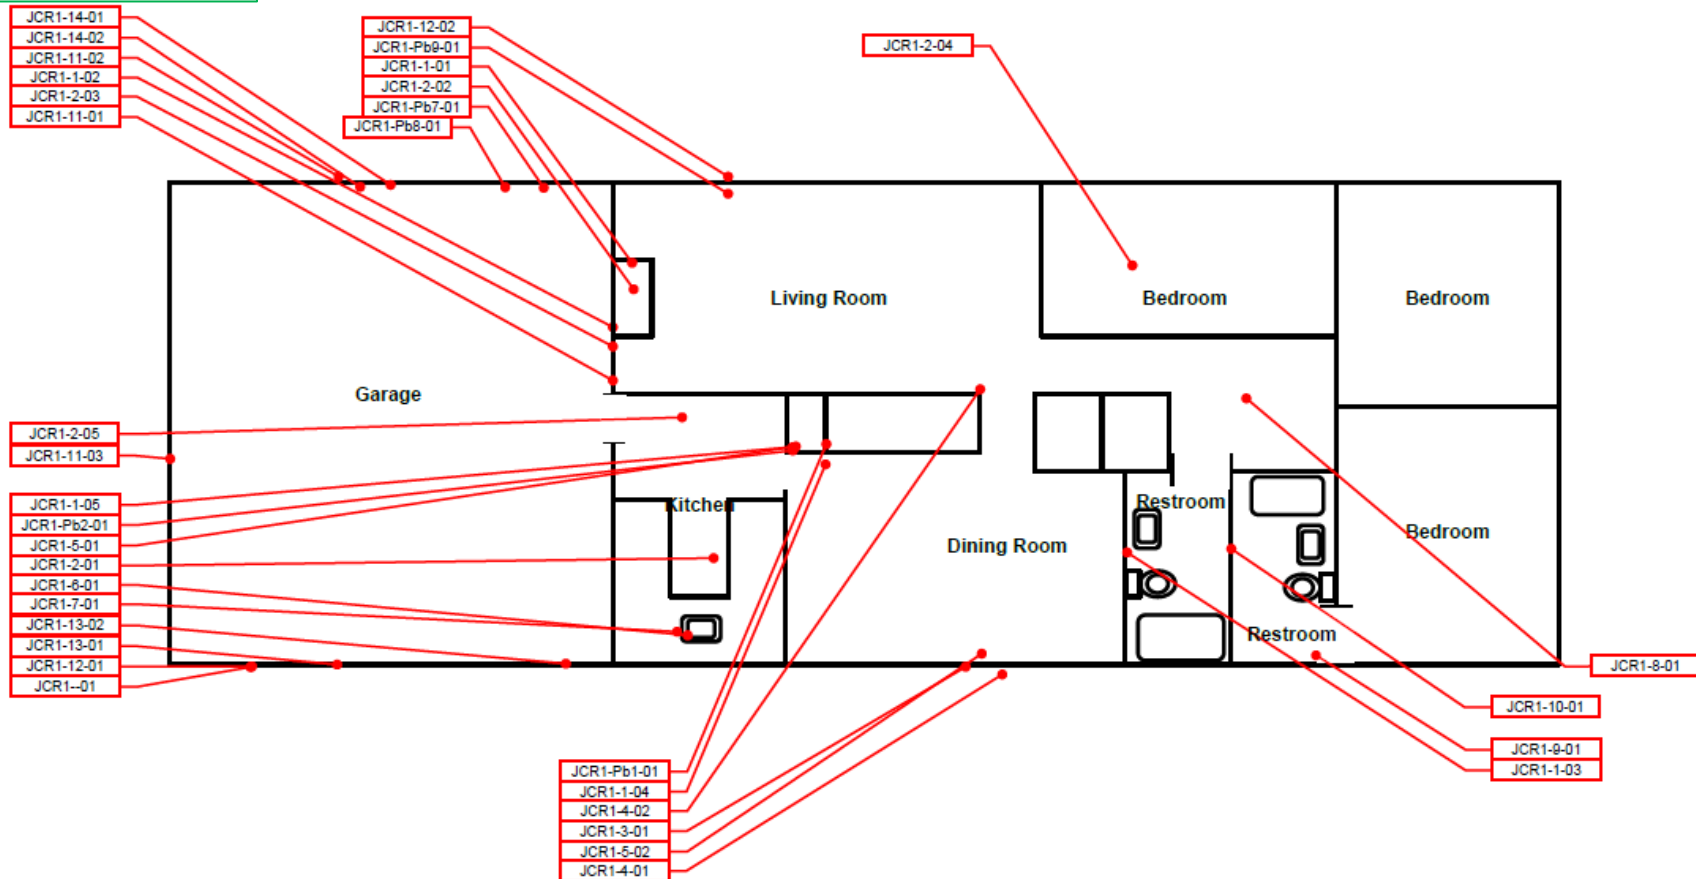 JCR1-14-01
JCR1-14-02
JCR1-11-02
JCR1-1-02
JCR1-2-03
JCR1-11-01
JCR1-12-02
JCR1-Pb9-01
JCR1-1-01
JCR1-2-02
JCR1-Pb7-01
JCR1-Pb8-01
JCR1-2-04
Living Room
Bedroom
Bedroom
Garage
JCR1-2-05
JCR1-11-03
JCR1-1-05
JCR1-Pb2-01
JCR1-5-01
JCR1-2-01
JCR1-6-01
JCR1-7-01
JCR1-13-02
JCR1-13-01
JCR1-12-01
JCR1--01
Kitchen
Restroom
Dining Room
Bedroom
Restroom
JCR1-8-01
JCR1-10-01
JCR1-9-01
JCR1-1-03
JCR1-Pb1-01
JCR1-1-04
JCR1-4-02
JCR1-3-01
JCR1-5-02
JCR1-4-01